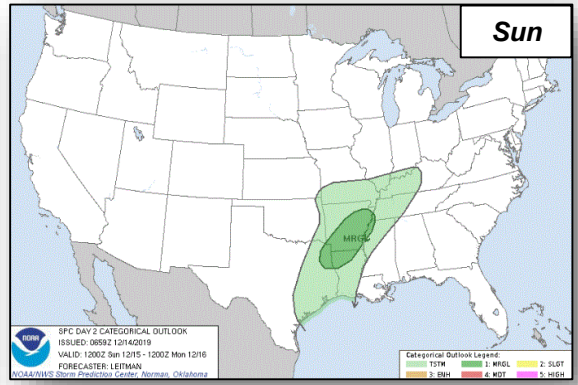 Sun
MRGL
NOAA
SPC DAY 2 CATEGORICAL OUTLOOK
ISSUED: 0659Z 12/14/2019
VALID: 1200Z Sun 12/15 - 1200Z Mon 12/16
FORECASTER: LEITMAN
NOAA/NWS Storm Prediction Center, Norman, Oklahoma
Categorical Outlook Legend:
TSTM 1: MRGL 2: SLGT
3: ENH 4: MDT 5: HIGH